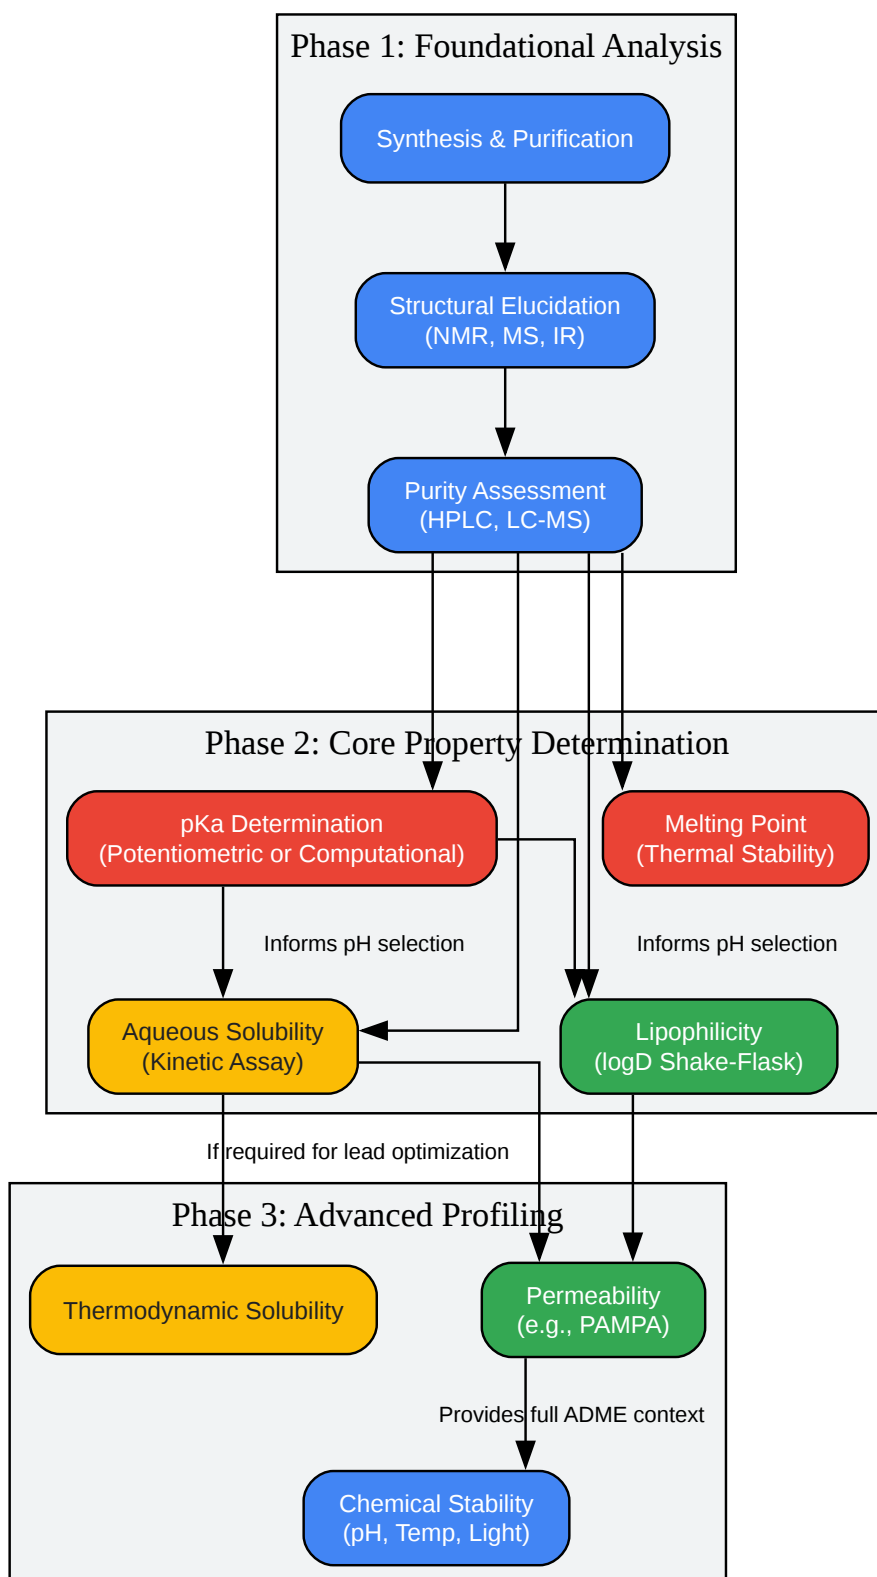 Phase 1: Foundational Analysis
Synthesis & Purification
Structural Elucidation
(NMR, MS, IR)
Purity Assessment
(HPLC, LC-MS)
Phase 2: Core Property Determination
pKa Determination
(Potentiometric or Computational)
Melting Point
(Thermal Stability)
Informs pH selection
Informs pH selection
Aqueous Solubility
(Kinetic Assay)
Lipophilicity
(logD Shake-Flask)
If required for lead optimization
Phase 3: Advanced Profiling
Thermodynamic Solubility
Permeability
(e.g., PAMPA)
Provides full ADME context
Chemical Stability
(pH, Temp, Light)